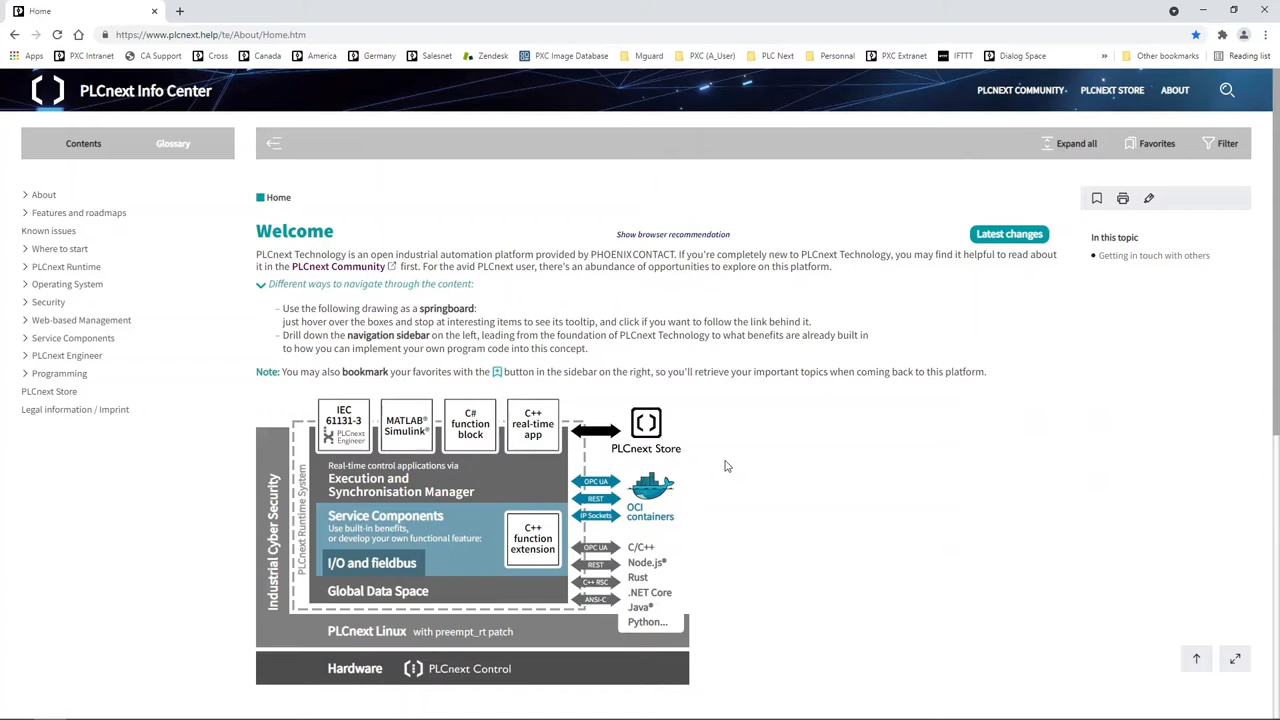 Home
https://www.plcnext.help/te/About/Home.htm
Apps
PXC Intranet
CA Support
Cross
Canada
America
Germany
Salesnet
Zendesk
PXC Image Database
Mguard
PXC (A_User)
PLC Next
Personnal
PXC Extranet
IFTTT
Dialog Space
»
Other bookmarks
Reading list
PLCnext Info Center
PLCNEXT COMMUNITY
PLCNEXT STORE
ABOUT
Contents
Glossary
Expand all
Favorites
Filter
About
Features and roadmaps
Known issues
Where to start
PLCnext Runtime
Operating System
Security
Web-based Management
Service Components
PLCnext Engineer
Programming
PLCnext Store
Legal information / Imprint
Home
Welcome
Show browser recommendation
Latest changes
PLCnext Technology is an open industrial automation platform provided by PHOENIX CONTACT. If you're completely new to PLCnext Technology, you may find it helpful to read about
it in the PLCnext Community first. For the avid PLCnext user, there's an abundance of opportunities to explore on this platform.
Different ways to navigate through the content:
– Use the following drawing as a springboard:
just hover over the boxes and stop at interesting items to see its tooltip, and click if you want to follow the link behind it.
– Drill down the navigation sidebar on the left, leading from the foundation of PLCnext Technology to what benefits are already built in
to how you can implement your own program code into this concept.
Note: You may also bookmark your favorites with the button in the sidebar on the right, so you'll retrieve your important topics when coming back to this platform.
In this topic
Getting in touch with others
IEC
61131-3
PLCnext
Engineer
MATLAB®
Simulink®
C#
function
block
C++
real-time
app
PLCnext Store
Industrial Cyber Security
PLCnext Runtime System
Real-time control applications via
Execution and
Synchronisation Manager
Service Components
Use built-in benefits,
or develop your own functional feature:
I/O and fieldbus
C++
function
extension
Global Data Space
OPC UA
REST
IP Sockets
OCI
containers
OPC UA
REST
C++ RSC
ANSI-C
C/C++
Node.js®
Rust
.NET Core
Java®
Python...
PLCnext Linux with preempt_rt patch
Hardware
PLCnext Control